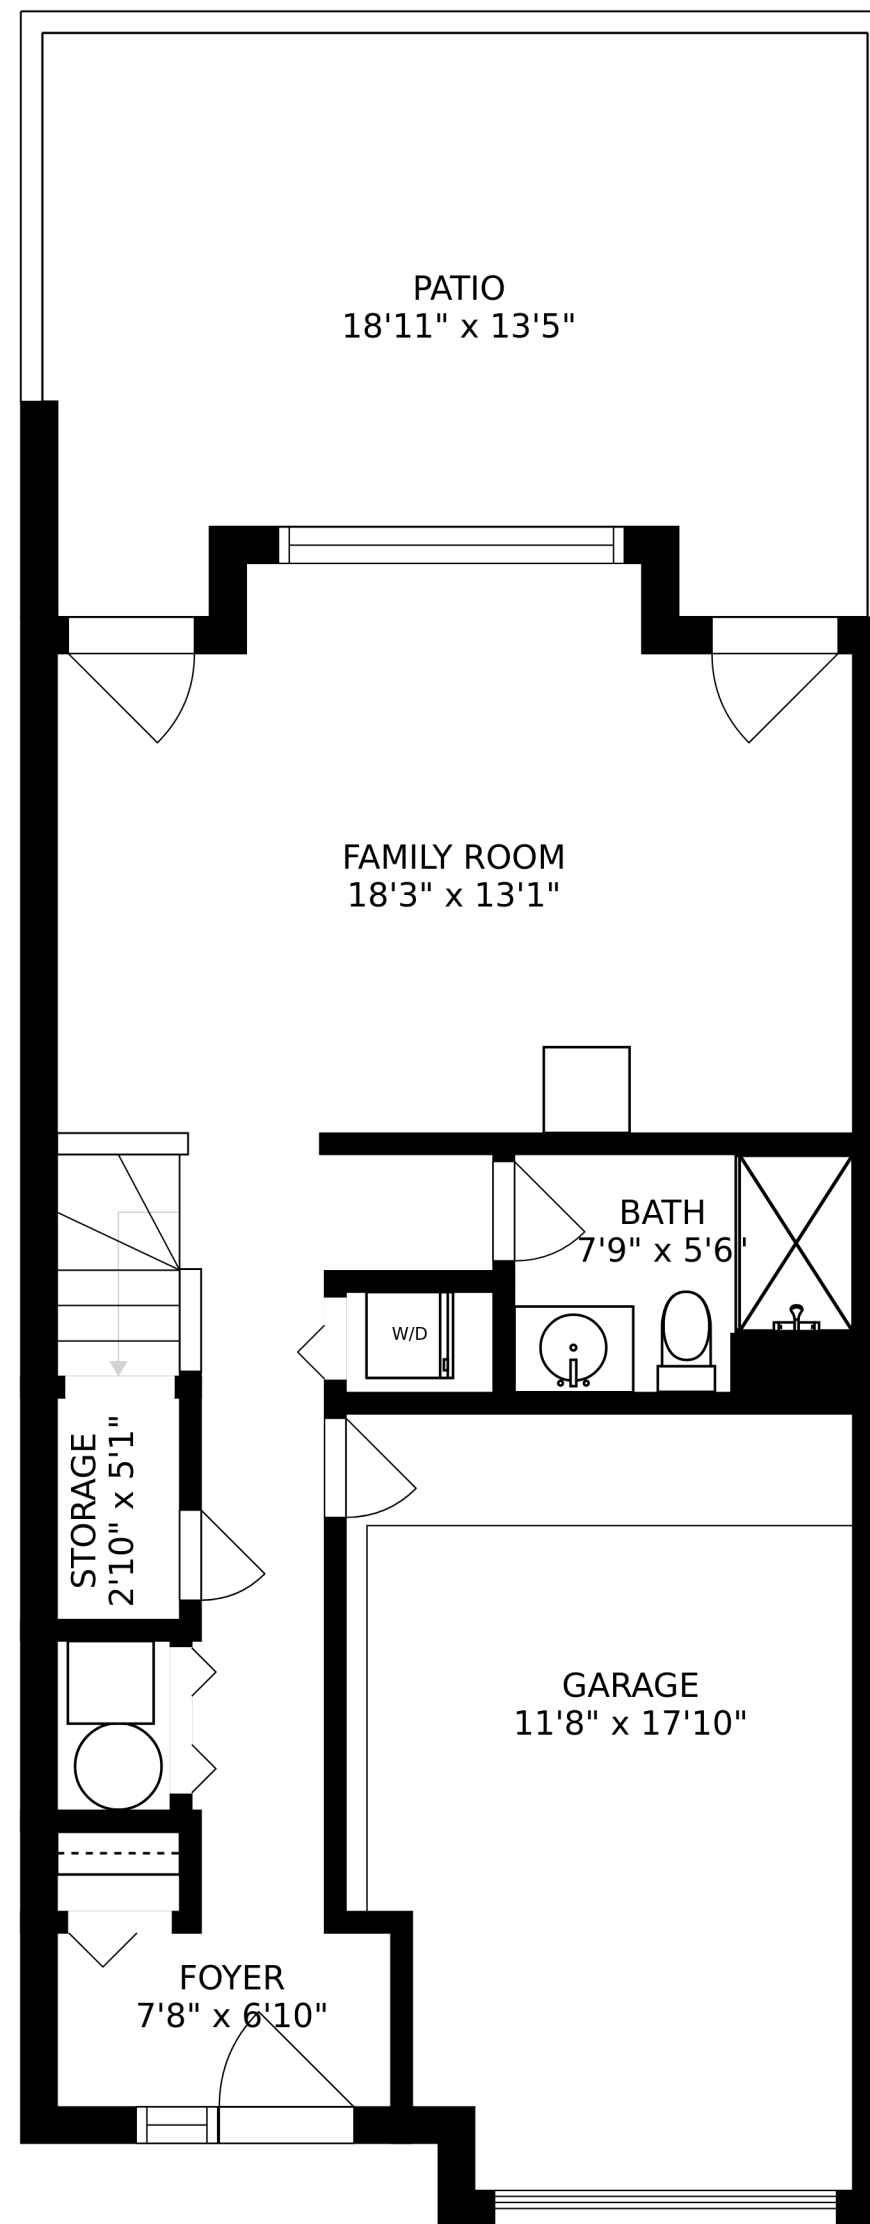 PATIO
18'11" x 13'5"
FAMILY ROOM
18'3" x 13'1"
BATH
7'9" x 5'6"
W/D
STORAGE
2'10" x 5'1"
GARAGE
11'8" x 17'10"
FOYER
7'8" x 6'10"